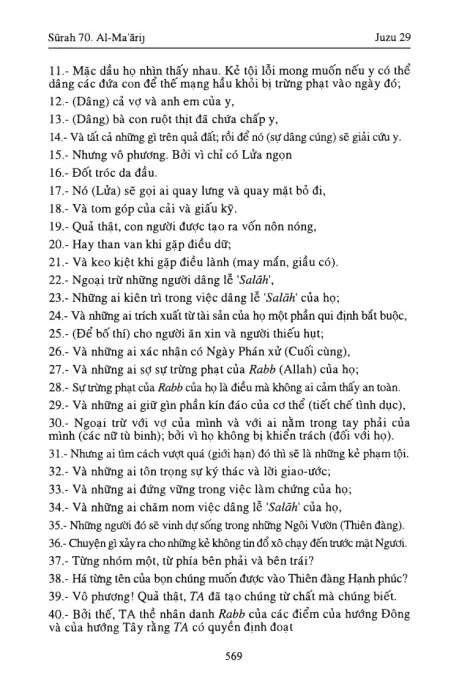 Sūrah 70. Al-Ma'ārij
Juzu 29
11.- Mặc dầu họ nhìn thấy nhau. Kẻ tội lỗi mong muốn nếu y có thể
dâng các đứa con để thế mạng hầu khỏi bị trừng phạt vào ngày đó;
12.- (Dâng) cả vợ và anh em của y,
13.- (Dâng) bà con ruột thịt đã chứa chấp y,
14.- Và tất cả những gì trên quả đất; rồi để nó (sự dâng cúng) sẽ giải cứu y.
15.- Nhưng vô phương. Bởi vì chỉ có Lửa ngọn
16.- Đốt tróc da đầu.
17.- Nó (Lửa) sẽ gọi ai quay lưng và quay mặt bỏ đi,
18.- Và tom góp của cải và giấu kỹ.
19.- Quả thật, con người được tạo ra vốn nôn nóng,
20.- Hay than van khi gặp điều dữ;
21.- Và keo kiệt khi gặp điều lành (may mắn, giầu có).
22.- Ngoại trừ những người dâng lễ 'Salāh',
23.- Những ai kiên trì trong việc dâng lễ 'Salāh' của họ;
24.- Và những ai trích xuất từ tài sản của họ một phần qui định bắt buộc,
25.- (Để bố thí) cho người ăn xin và người thiếu hụt;
26.- Và những ai xác nhận có Ngày Phán xử (Cuối cùng),
27.- Và những ai sợ sự trừng phạt của Rabb (Allah) của họ;
28.- Sự trừng phạt của Rabb của họ là điều mà không ai cảm thấy an toàn.
29.- Và những ai giữ gìn phần kín đáo của cơ thể (tiết chế tình dục),
30.- Ngoại trừ với vợ của mình và với ai nằm trong tay phải của
mình (các nữ tù binh); bởi vì họ không bị khiển trách (đối với họ).
31.- Nhưng ai tìm cách vượt quá (giới hạn) đó thì sẽ là những kẻ phạm tội.
32.- Và những ai tôn trọng sự ký thác và lời giao-ước;
33.- Và những ai đứng vững trong việc làm chứng của họ;
34.- Và những ai chăm nom việc dâng lễ 'Salāh' của họ,
35.- Những người đó sẽ vinh dự sống trong những Ngôi Vườn (Thiên đàng).
36.- Chuyện gì xảy ra cho những kẻ không tin đổ xô chạy đến trước mặt Ngươi.
37.- Từng nhóm một, từ phía bên phải và bên trái?
38.- Há từng tên của bọn chúng muốn được vào Thiên đàng Hạnh phúc?
39.- Vô phương! Quả thật, TA đã tạo chúng từ chất mà chúng biết.
40.- Bởi thế, TA thề nhân danh Rabb của các điểm của hướng Đông
và của hướng Tây rằng TA có quyền định đoạt
569